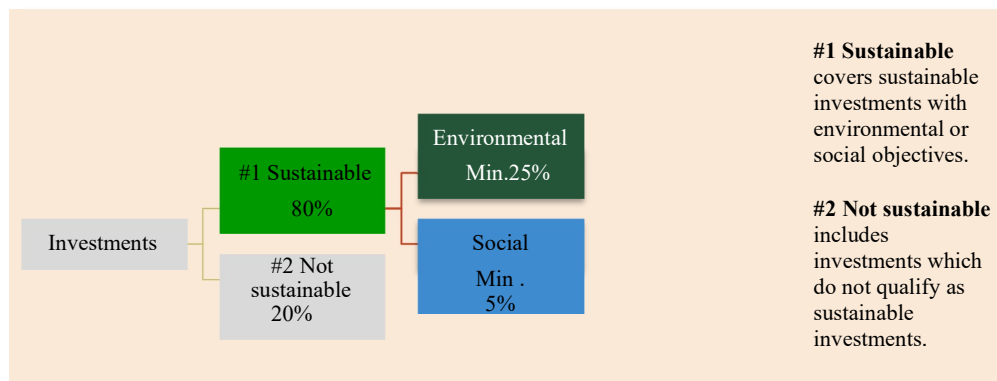 Investments
#1 Sustainable
80%
#2 Not
sustainable
20%
Environmental
Min.25%
Social
Min .
5%
#1 Sustainable
covers sustainable
investments with
environmental or
social objectives.
#2 Not sustainable
includes
investments which
do not qualify as
sustainable
investments.